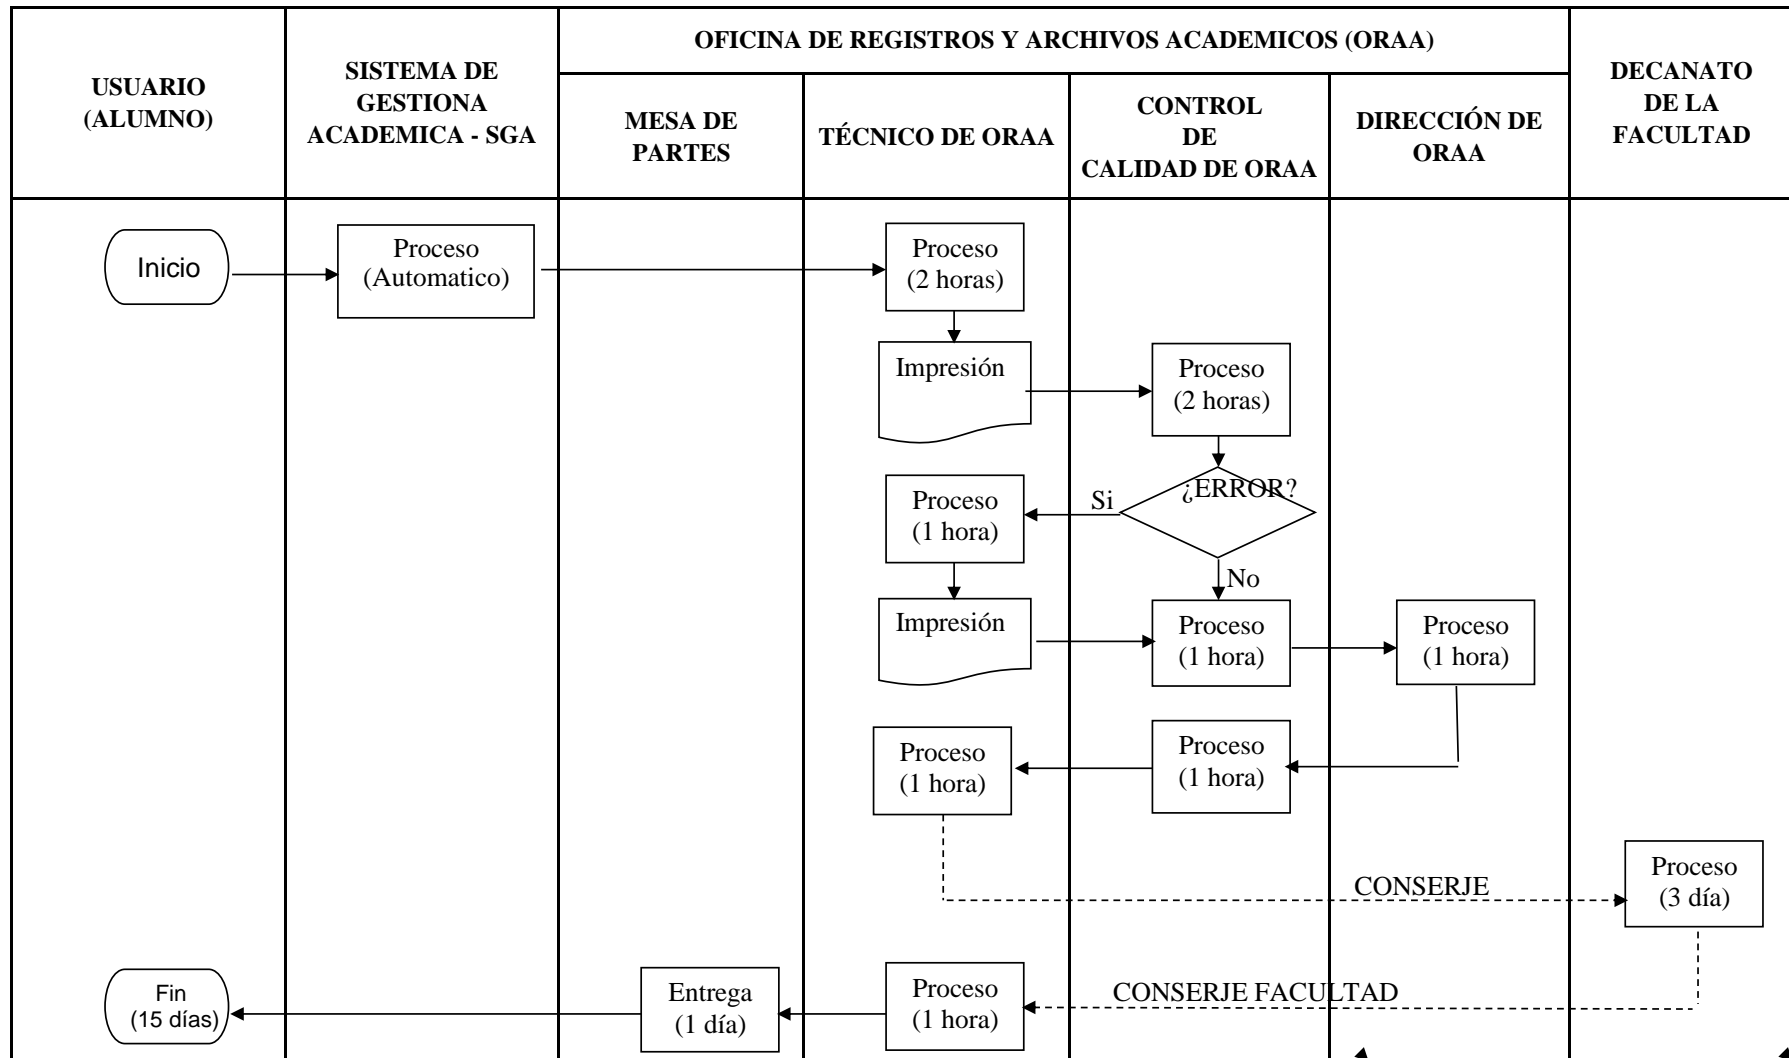 OFICINA DE REGISTROS Y ARCHIVOS ACADEMICOS (ORAA)
USUARIO
(ALUMNO)
SISTEMA DE
GESTIONA
ACADEMICA - SGA
MESA DE
PARTES
TÉCNICO DE ORAA
CONTROL
DE
CALIDAD DE ORAA
DIRECCIÓN DE
ORAA
DECANATO
DE LA
FACULTAD
Inicio
Proceso
(Automatico)
Proceso
(2 horas)
Impresión
Proceso
(2 horas)
¿ERROR?
Si
Proceso
(1 hora)
No
Impresión
Proceso
(1 hora)
Proceso
(1 hora)
Proceso
(1 hora)
Proceso
(1 hora)
CONSERJE
Proceso
(3 día)
Fin
(15 días)
Entrega
(1 día)
Proceso
(1 hora)
CONSERJE FACULTAD